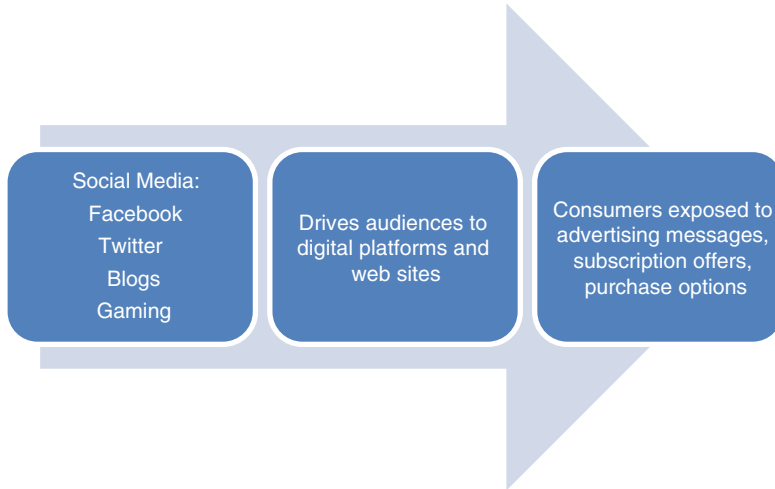 Social Media:
Facebook
Twitter
Blogs
Gaming
Drives audiences to
digital platforms and
web sites
Consumers exposed to
advertising messages,
subscription offers,
purchase options